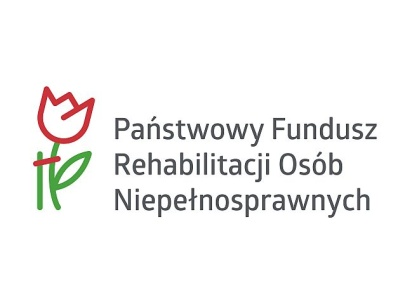 Państwowy Fundusz
Rehabilitacji Osób
Niepełnosprawnych